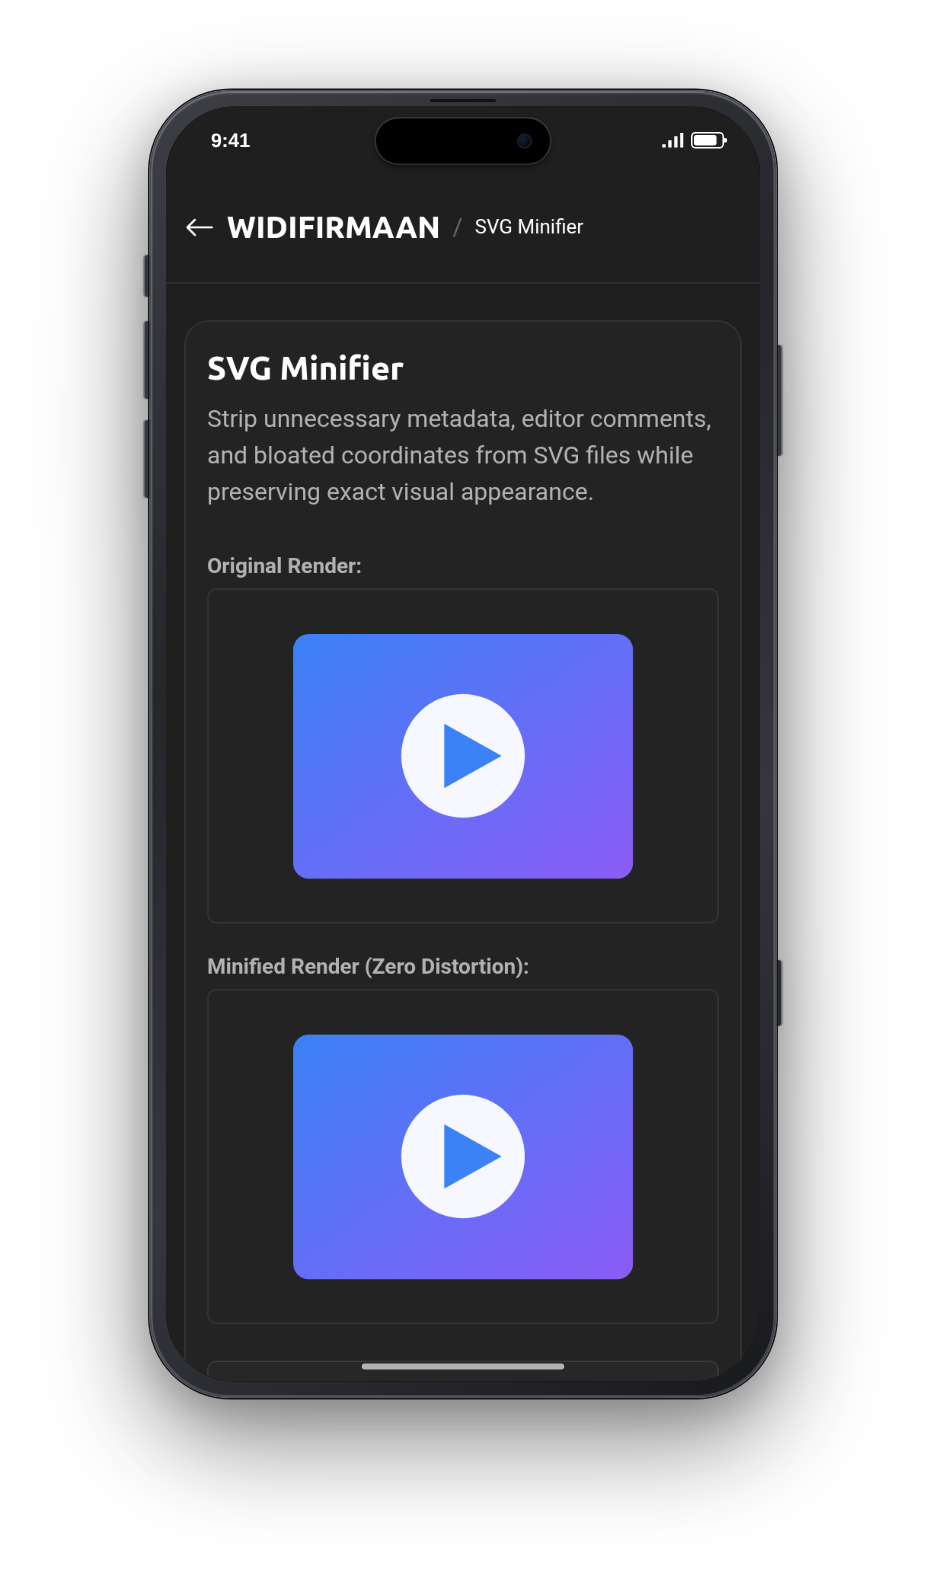 9:41
WIDIFIRMAAN / SVG Minifier
SVG Minifier
Strip unnecessary metadata, editor comments,
and bloated coordinates from SVG files while
preserving exact visual appearance.
Original Render:
Minified Render (Zero Distortion):